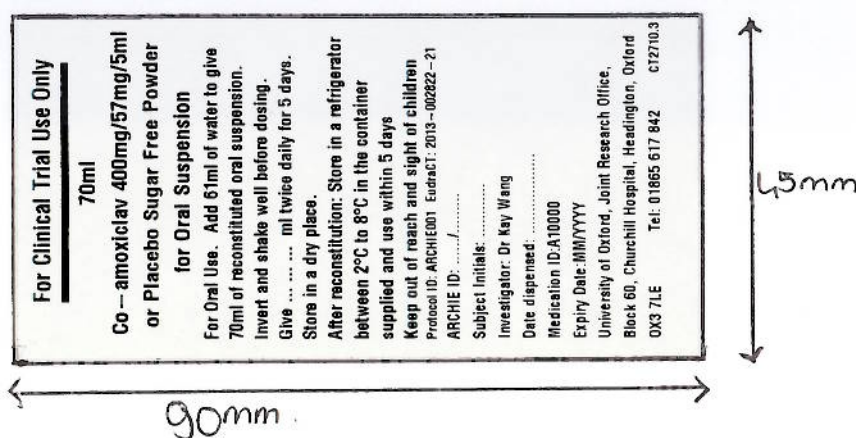 For Clinical Trial Use Only
70ml
Co-amoxiclav 400mg/57mg/5ml
or Placebo Sugar Free Powder
for Oral Suspension
For Oral Use. Add 61ml of water to give
70ml of reconstituted oral suspension.
Invert and shake well before dosing.
Give ... ... ... ml twice daily for 5 days.
Store in a dry place.
After reconstitution: Store in a refrigerator
between 2°C to 8°C in the container
supplied and use within 5 days
Keep out of reach and sight of children
Protocol ID: ARCHIE001 EudraCT: 2013-002822-21
ARCHIE ID: ....../.........
Subject Initials: ............
Investigator: Dr Kay Wang
Date dispensed: ................
Medication ID:A10000
Expiry Date:MM/YYYY
University of Oxford, Joint Research Office,
Block 60, Churchill Hospital, Headington, Oxford
OX3 7LE Tel: 01865 617 842 CT2710.3
45mm
90mm.